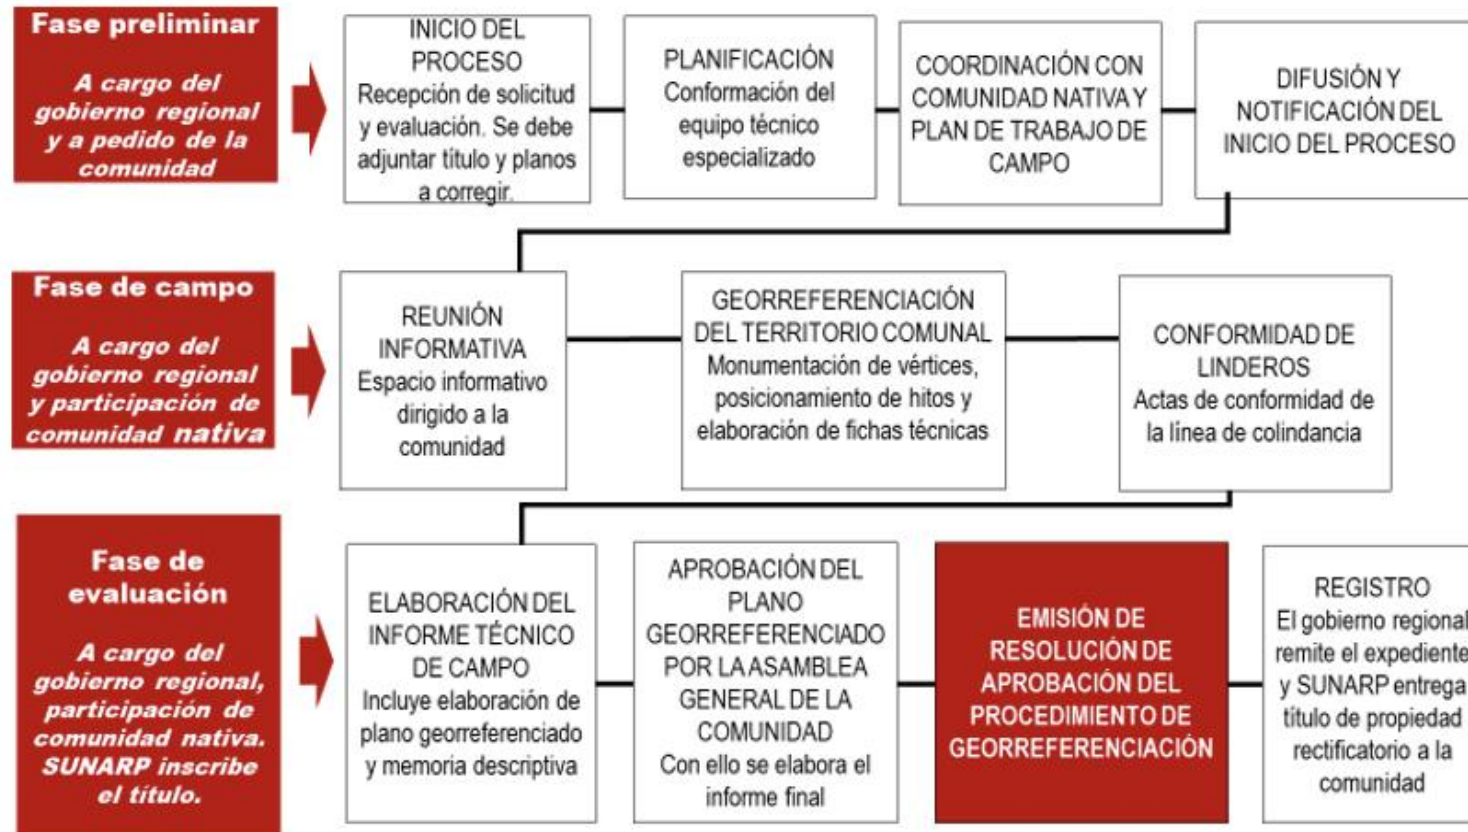 Fase preliminar
A cargo del
gobierno regional
y a pedido de la
comunidad
INICIO DEL
PROCESO
Recepción de solicitud
y evaluación. Se debe
adjuntar título y planos
a corregir.
PLANIFICACIÓN
Conformación del
equipo técnico
especializado
COORDINACIÓN CON
COMUNIDAD NATIVA Y
PLAN DE TRABAJO DE
CAMPO
DIFUSIÓN Y
NOTIFICACIÓN DEL
INICIO DEL PROCESO
Fase de campo
A cargo del
gobierno regional
y participación de
comunidad nativa
REUNIÓN
INFORMATIVA
Espacio informativo
dirigido a la
comunidad
GEORREFERENCIACIÓN
DEL TERRITORIO COMUNAL
Monumentación de vértices,
posicionamiento de hitos y
elaboración de fichas técnicas
CONFORMIDAD DE
LINDEROS
Actas de conformidad de
la línea de colindancia
Fase de
evaluación
A cargo del
gobierno regional,
participación de
comunidad nativa.
SUNARP inscribe
el título.
ELABORACIÓN DEL
INFORME TÉCNICO
DE CAMPO
Incluye elaboración de
plano georreferenciado
y memoria descriptiva
APROBACIÓN DEL
PLANO
GEORREFERENCIADO
POR LA ASAMBLEA
GENERAL DE LA
COMUNIDAD
Con ello se elabora el
informe final
EMISIÓN DE
RESOLUCIÓN DE
APROBACIÓN DEL
PROCEDIMIENTO DE
GEORREFERENCIACIÓN
REGISTRO
El gobierno regional
remite el expediente
y SUNARP entrega
título de propiedad
rectificatorio a la
comunidad